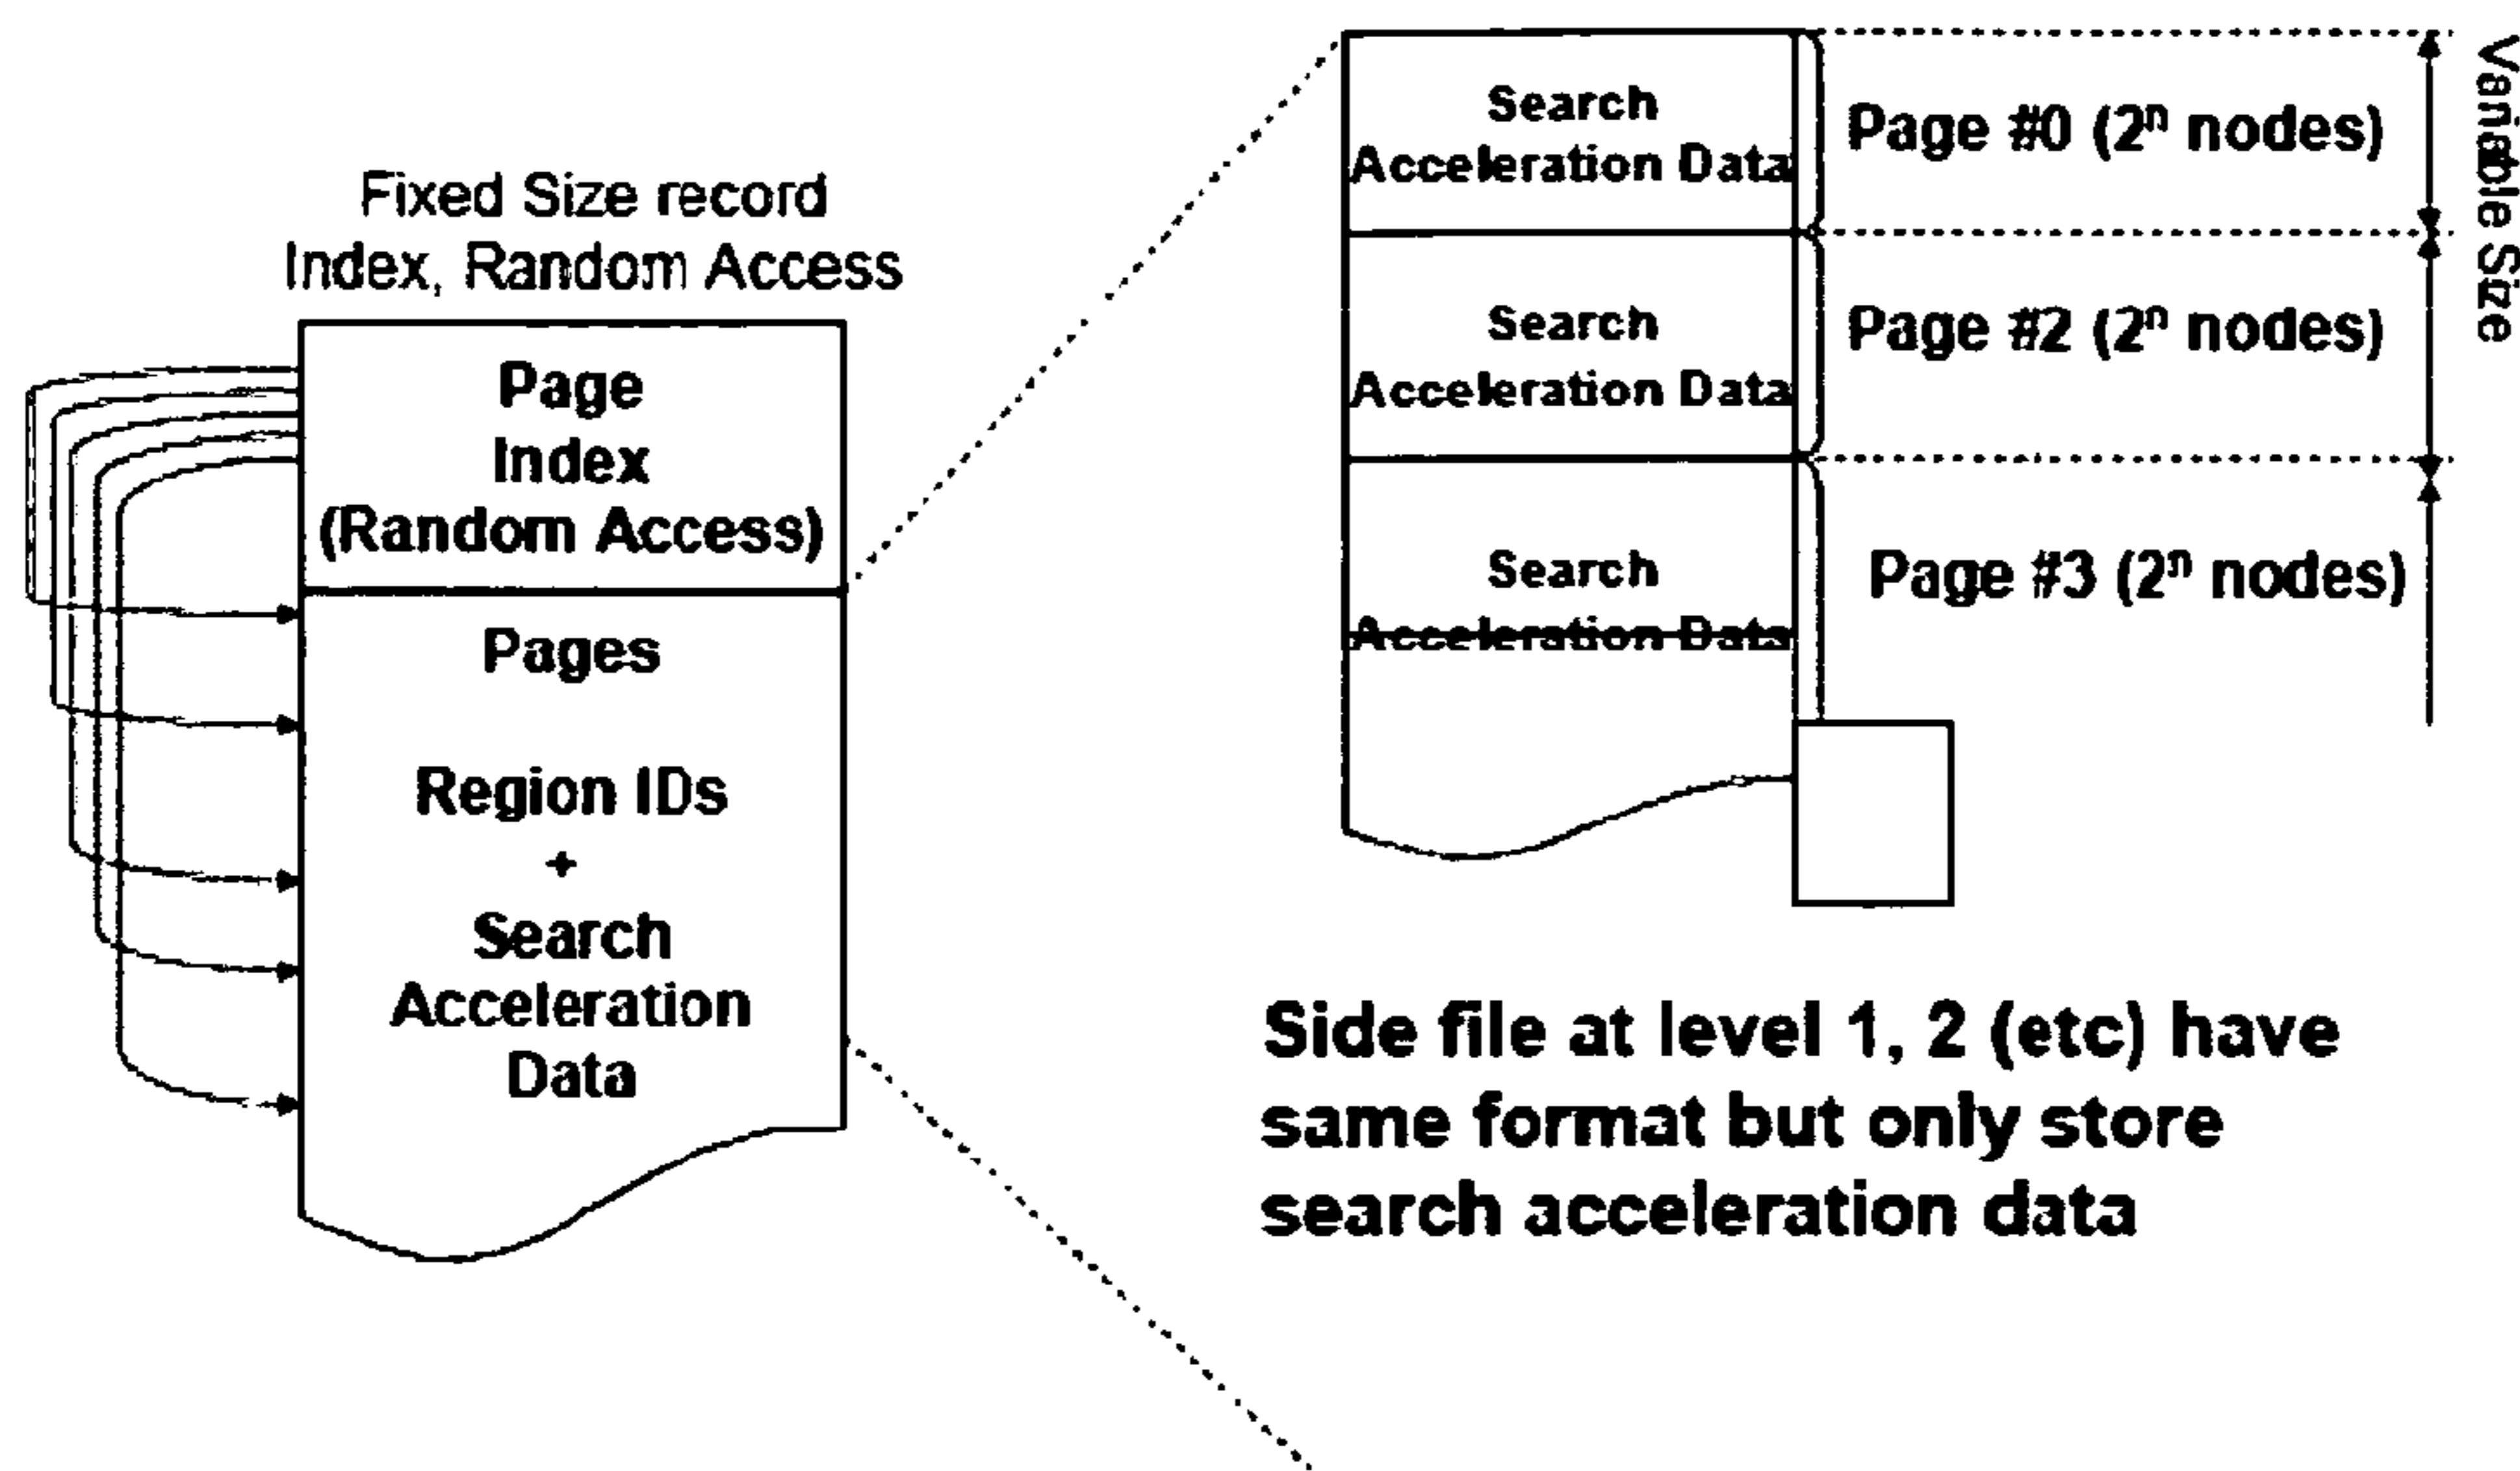 Fixed Size record
Index, Random Access
Page
Index
(Random Access)
Pages
Region IDs
+
Search
Acceleration
Data
Search
Acceleration Data
Page #0 (2ⁿ nodes)
Search
Acceleration Data
Page #2 (2ⁿ nodes)
Search
Acceleration Data
Page #3 (2ⁿ nodes)
Variable Size
Side file at level 1, 2 (etc) have
same format but only store
search acceleration data